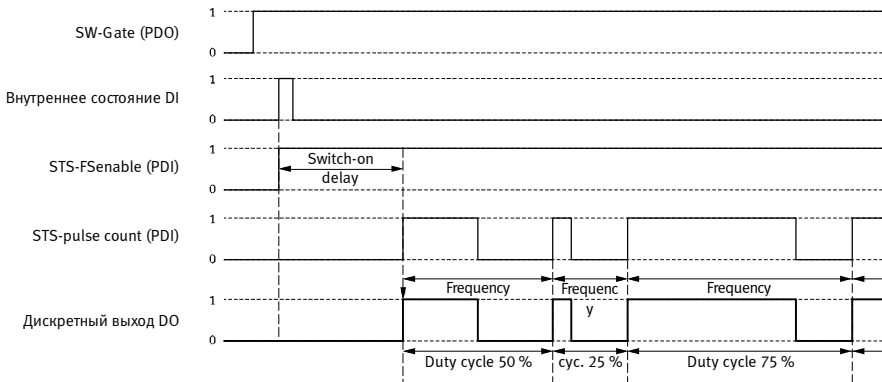 SW-Gate (PDO)
1
0
Внутреннее состояние DI
1
0
STS-FSenable (PDI)
1
0
Switch-on
delay
STS-pulse count (PDI)
1
0
Frequency
Frequenc
y
Frequency
Дискретный выход DO
1
0
Duty cycle 50 %
cyc. 25 %
Duty cycle 75 %